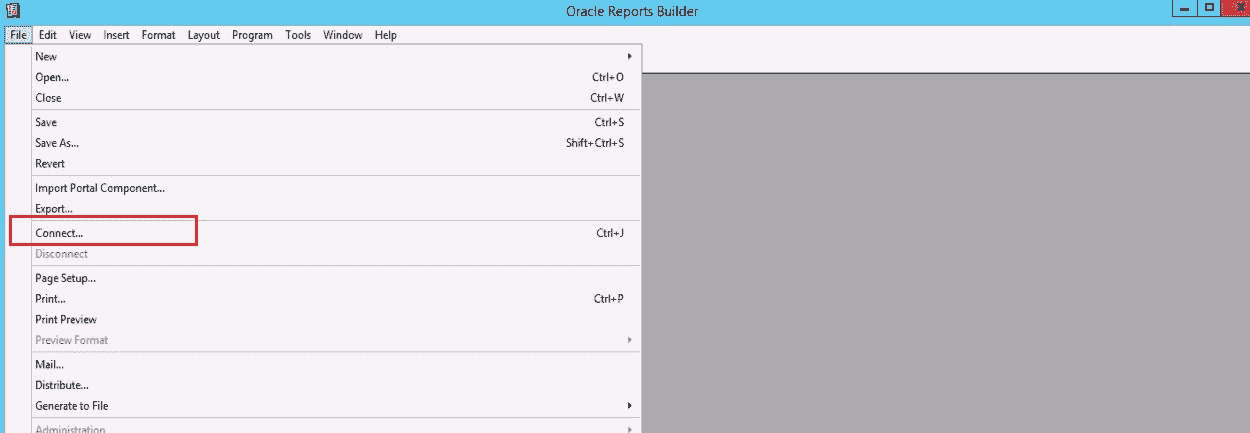 Oracle Reports Builder
File Edit View Insert Format Layout Program Tools Window Help
New
Open... Ctrl+O
Close Ctrl+W
Save Ctrl+S
Save As... Shift+Ctrl+S
Revert
Import Portal Component...
Export...
Connect... Ctrl+J
Disconnect
Page Setup...
Print... Ctrl+P
Print Preview
Preview Format
Mail...
Distribute...
Generate to File
Administration